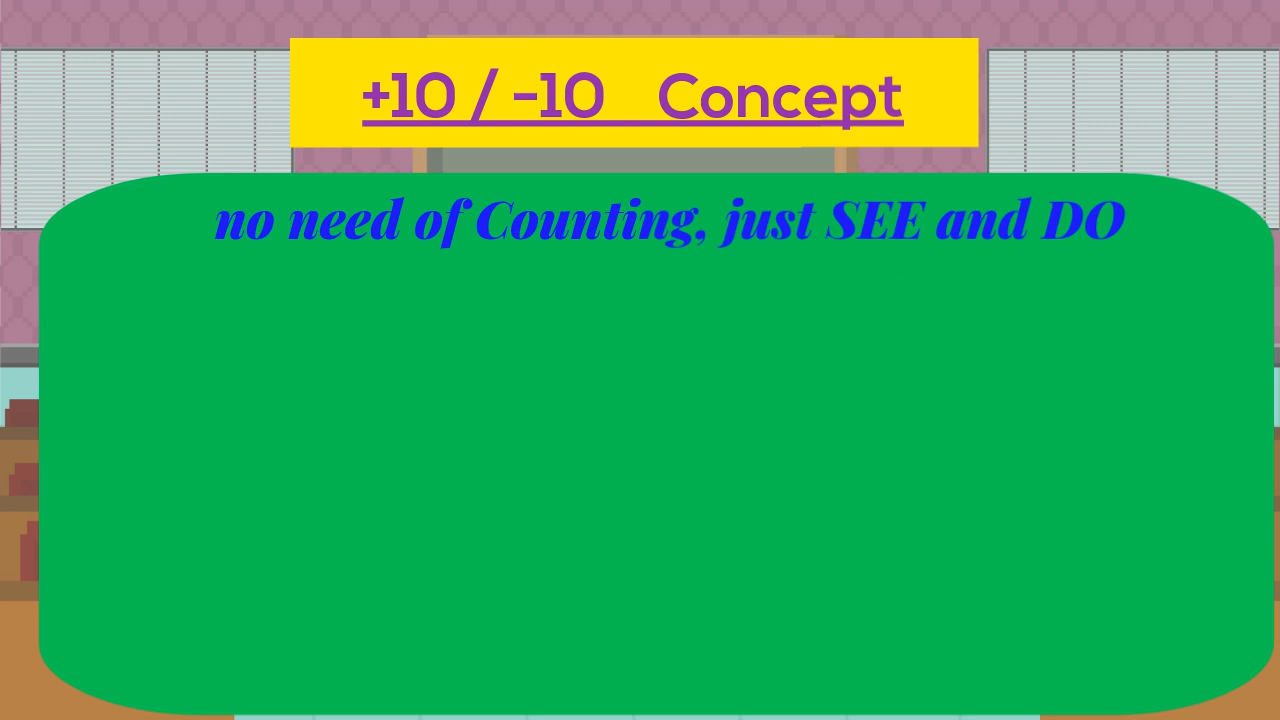 +10 / -10 Concept
no need of Counting, just SEE and DO